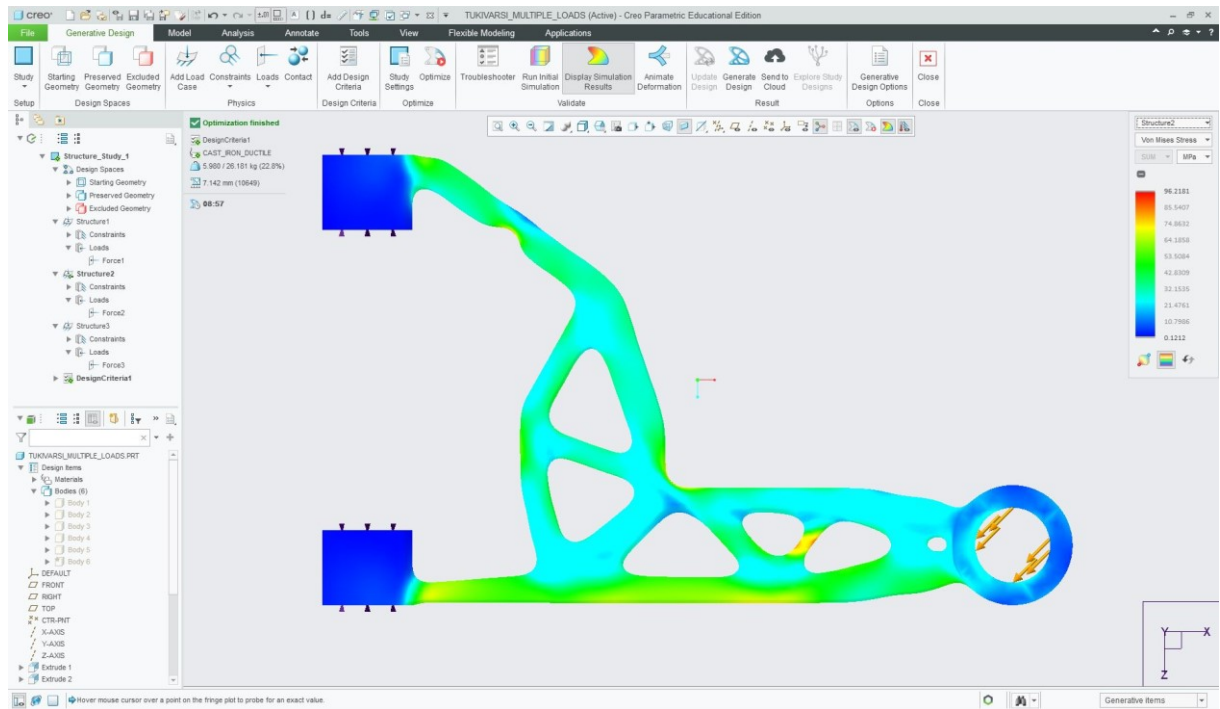 creo
TUKIVARSI_MULTIPLE_LOADS (Active) - Creo Parametric Educational Edition
File Generative Design Model Analysis Annotate Tools View Flexible Modeling Applications
Study Starting Geometry Preserved Geometry Excluded Geometry Add Load Case Constraints Loads Contact Add Design Criteria Study Settings Optimize Troubleshooter Run Initial Simulation Display Simulation Results Animate Deformation Update Design Generate Design Send to Cloud Explore Study Designs Generative Design Options Close
Setup Design Spaces Physics Design Criteria Optimize Validate Result Options Close
Structure_Study_1
Design Spaces
Starting Geometry
Preserved Geometry
Excluded Geometry
Structure1
Constraints
Loads
Force1
Structure2
Constraints
Loads
Force2
Structure3
Constraints
Loads
Force3
DesignCriteria1
TUKIVARSI_MULTIPLE_LOADS.PRT
Design Items
Materials
Bodies (6)
Body 1
Body 2
Body 3
Body 4
Body 5
Body 6
DEFAULT
FRONT
RIGHT
TOP
CTR-PNT
X-AXIS
Y-AXIS
Z-AXIS
Extrude 1
Extrude 2
Optimization finished
DesignCriteria1
CAST_IRON_DUCTILE
5.980 / 26.181 kg (22.8%)
7.142 mm (10649)
08:57
Structure2
Von Mises Stress
SUM MPa
96.2181
85.5407
74.8632
64.1858
53.5084
42.8309
32.1535
21.4761
10.7986
0.1212
Y X
Z
Hover mouse cursor over a point on the fringe plot to probe for an exact value.
Generative items